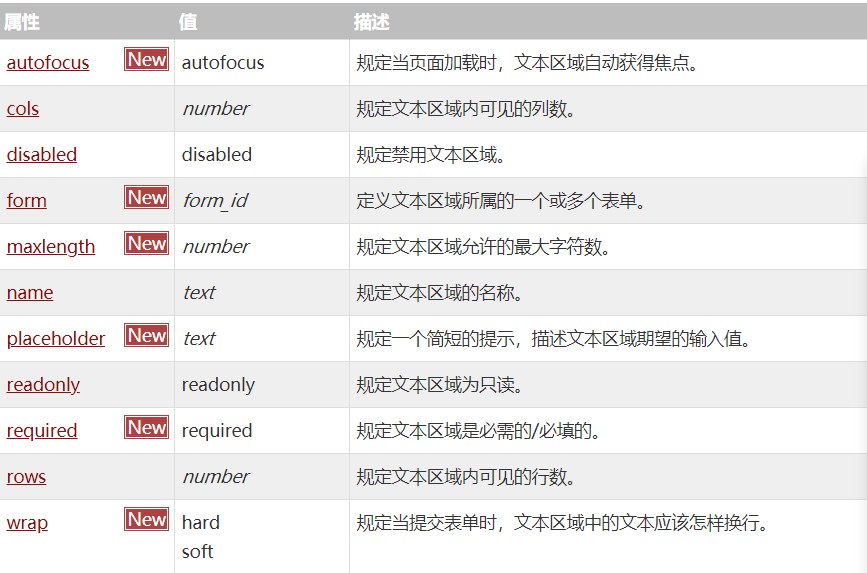 属性 值 描述
autofocus New autofocus 规定当页面加载时，文本区域自动获得焦点。
cols number 规定文本区域内可见的列数。
disabled disabled 规定禁用文本区域。
form New form_id 定义文本区域所属的一个或多个表单。
maxlength New number 规定文本区域允许的最大字符数。
name text 规定文本区域的名称。
placeholder New text 规定一个简短的提示，描述文本区域期望的输入值。
readonly readonly 规定文本区域为只读。
required New required 规定文本区域是必需的/必填的。
rows number 规定文本区域内可见的行数。
wrap New hard 规定当提交表单时，文本区域中的文本应该怎样换行。
soft